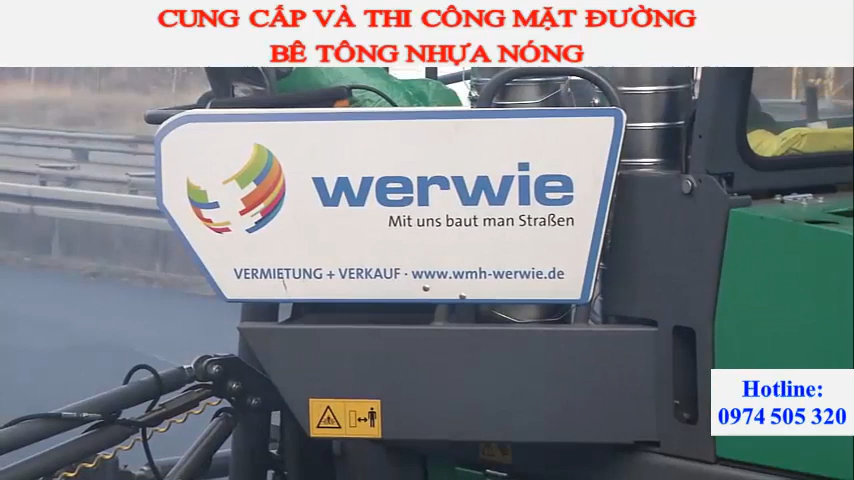 CUNG CẤP VÀ THI CÔNG MẶT ĐƯỜNG
BÊ TÔNG NHỰA NÓNG
werwie
Mit uns baut man Straßen
VERMIETUNG + VERKAUF · www.wmh-werwie.de
Hotline:
0974 505 320